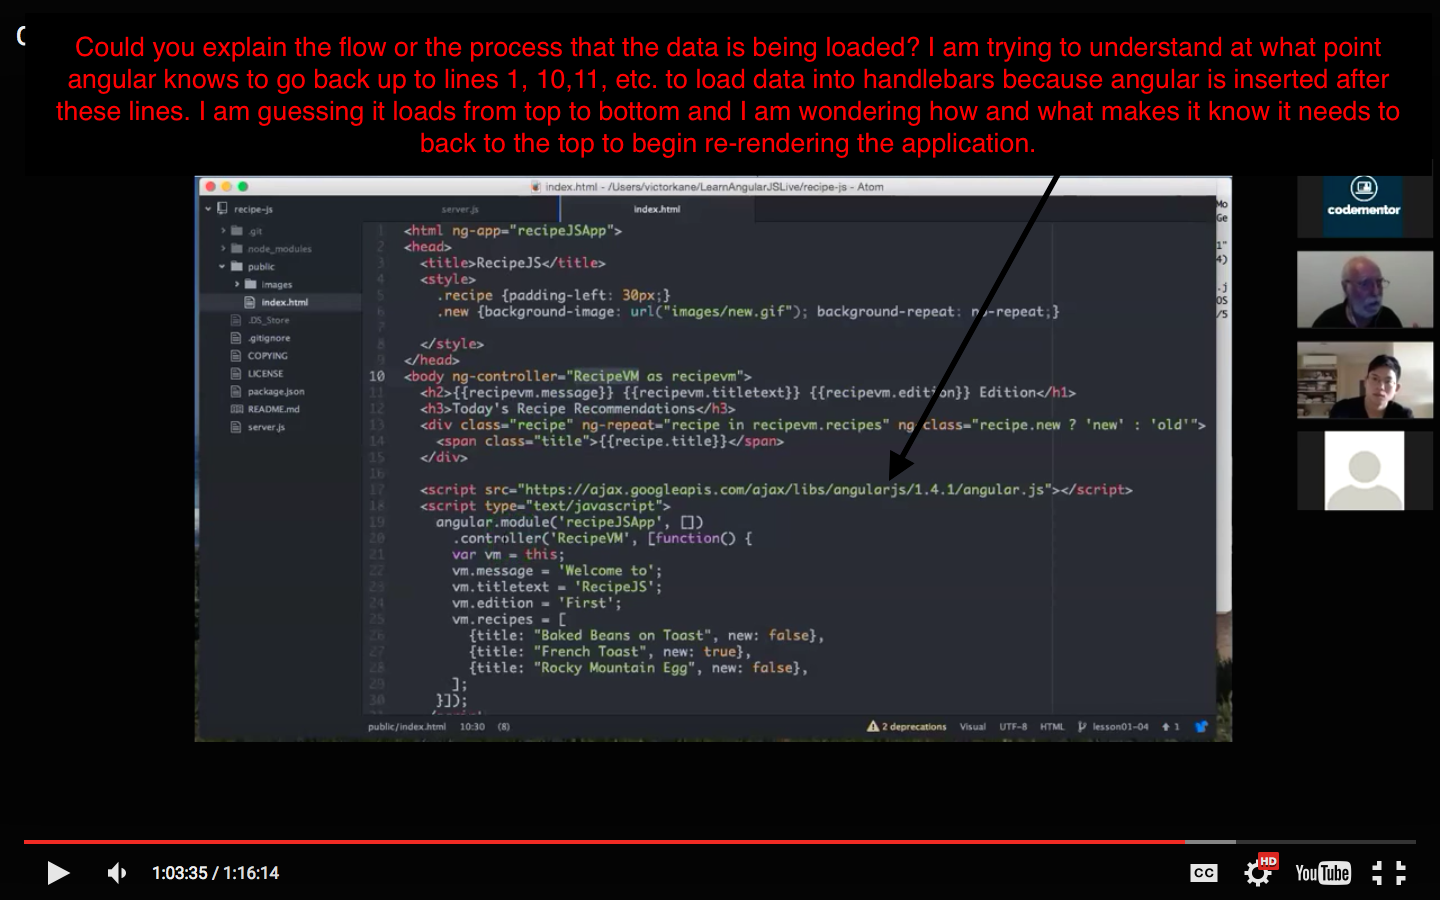 Could you explain the flow or the process that the data is being loaded? I am trying to understand at what point
angular knows to go back up to lines 1, 10,11, etc. to load data into handlebars because angular is inserted after
these lines. I am guessing it loads from top to bottom and I am wondering how and what makes it know it needs to
back to the top to begin re-rendering the application.
index.html - /Users/victorkane/LearnAngularJSLive/recipe-js - Atom
codementor
recipe-js
server.js
index.html
.git
node_modules
public
images
index.html
.DS_Store
.gitignore
COPYING
LICENSE
package.json
README.md
server.js
1 <html ng-app="recipeJSApp">
2 <head>
3 <title>RecipeJS</title>
4 <style>
5 .recipe {padding-left: 30px;}
6 .new {background-image: url("images/new.gif"); background-repeat: no-repeat;}
7
8 </style>
9 </head>
10 <body ng-controller="RecipeVM as recipevm">
11 <h2>{{recipevm.message}} {{recipevm.titletext}} {{recipevm.edition}} Edition</h1>
12 <h3>Today's Recipe Recommendations</h3>
13 <div class="recipe" ng-repeat="recipe in recipevm.recipes" ng-class="recipe.new ? 'new' : 'old'">
14 <span class="title">{{recipe.title}}</span>
15 </div>
16
17 <script src="https://ajax.googleapis.com/ajax/libs/angularjs/1.4.1/angular.js"></script>
18 <script type="text/javascript">
19 angular.module('recipeJSApp', [])
20 .controller('RecipeVM', [function() {
21 var vm = this;
22 vm.message = 'Welcome to';
23 vm.titletext = 'RecipeJS';
24 vm.edition = 'First';
25 vm.recipes = [
26 {title: "Baked Beans on Toast", new: false},
27 {title: "French Toast", new: true},
28 {title: "Rocky Mountain Egg", new: false},
29 ];
30 }]);
public/index.html 10:30 (8) 2 deprecations Visual UTF-8 HTML lesson01-04 1
1:03:35 / 1:16:14 CC HD YouTube